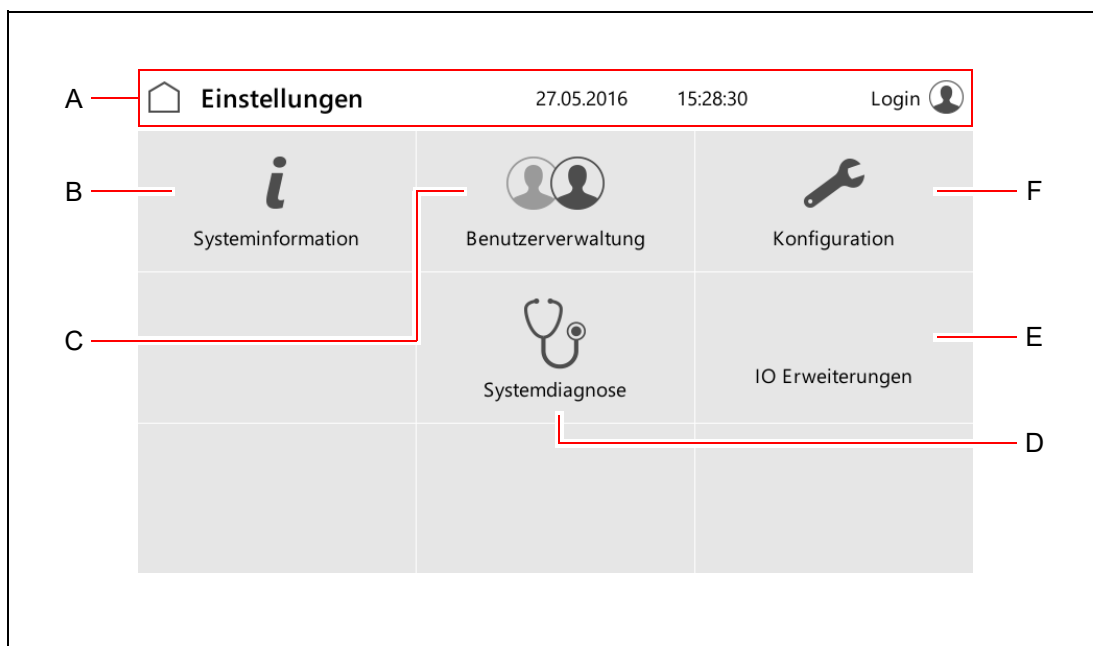 A
Einstellungen 27.05.2016 15:28:30 Login
B
Systeminformation Benutzerverwaltung Konfiguration
F
C
Systemdiagnose IO Erweiterungen
E
D